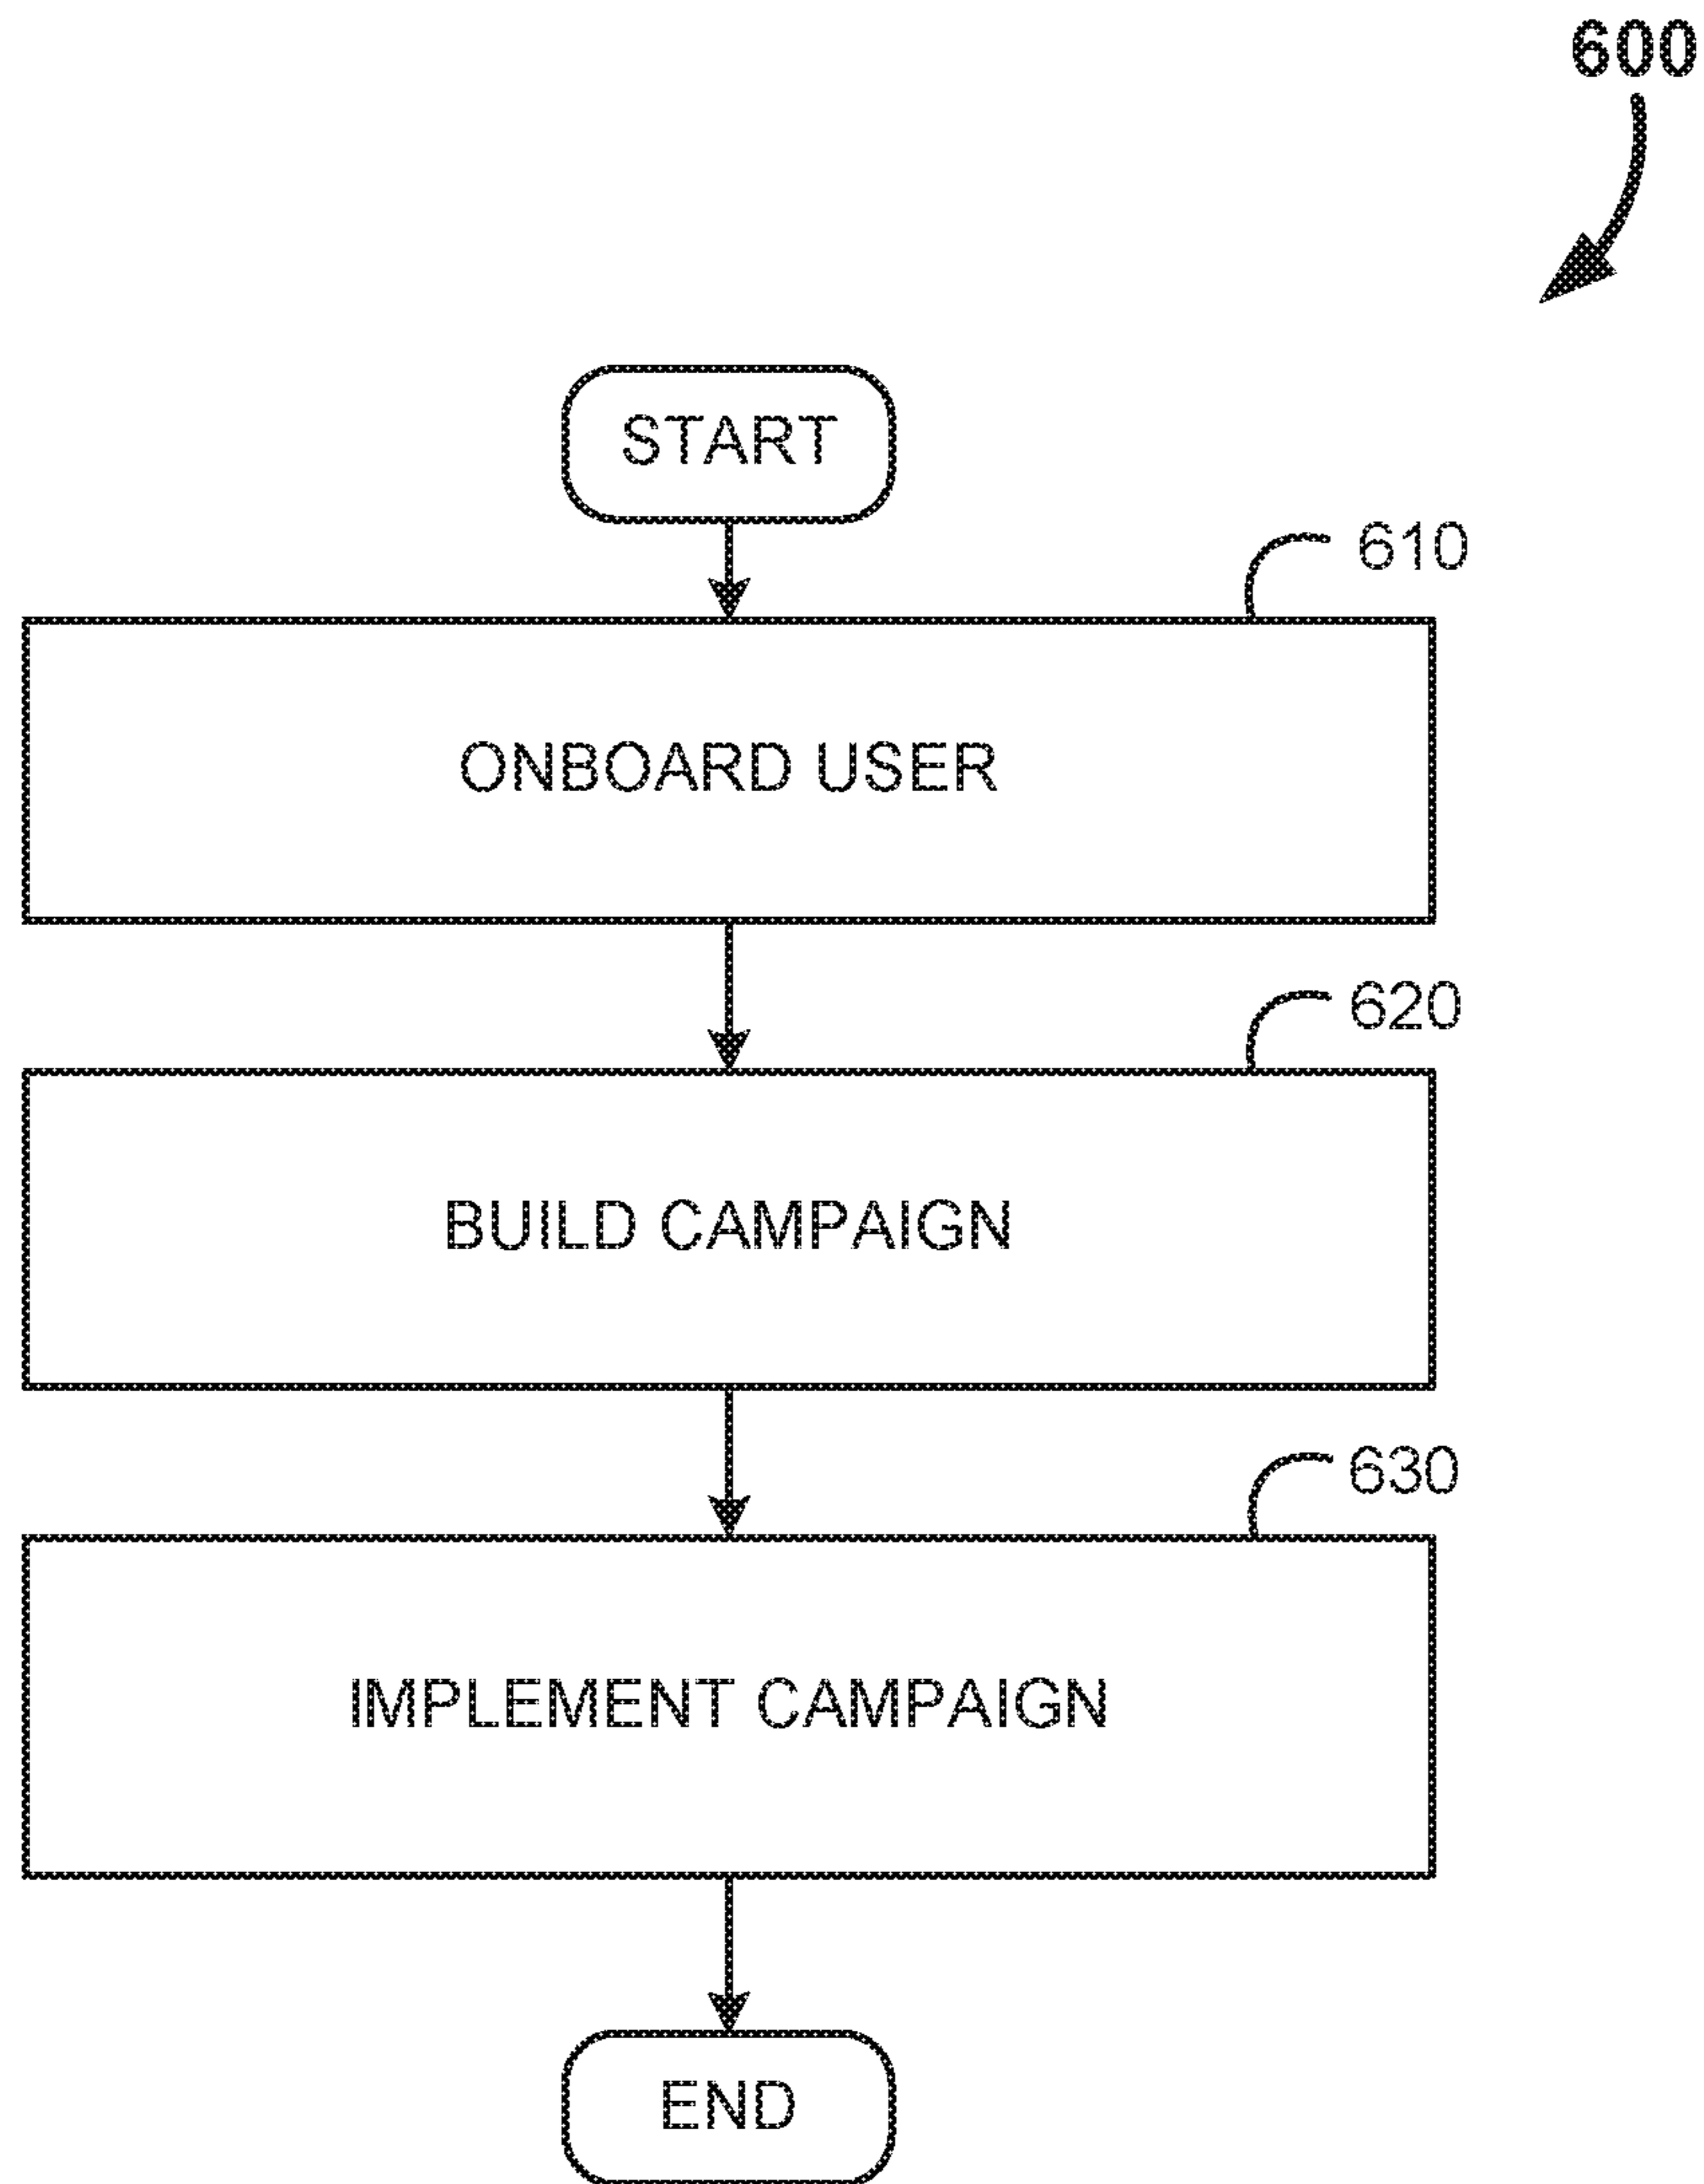 600
START
610
ONBOARD USER
620
BUILD CAMPAIGN
630
IMPLEMENT CAMPAIGN
END